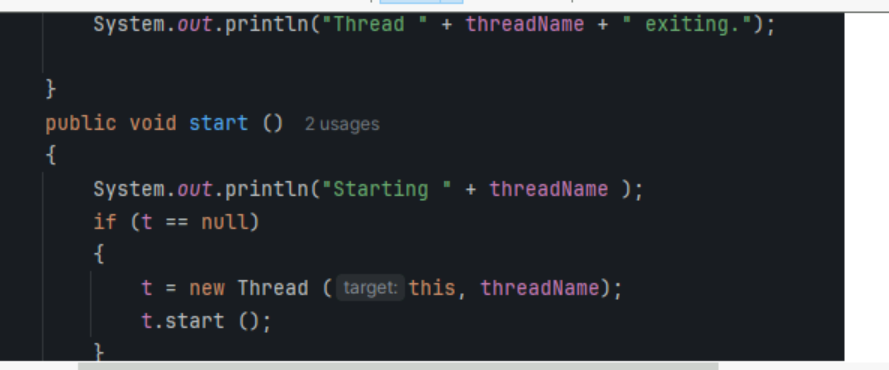 System.out.println("Thread " + threadName + " exiting.");
}
public void start () 2 usages
{
System.out.println("Starting " + threadName );
if (t == null)
{
t = new Thread ( target: this, threadName);
t.start ();
}